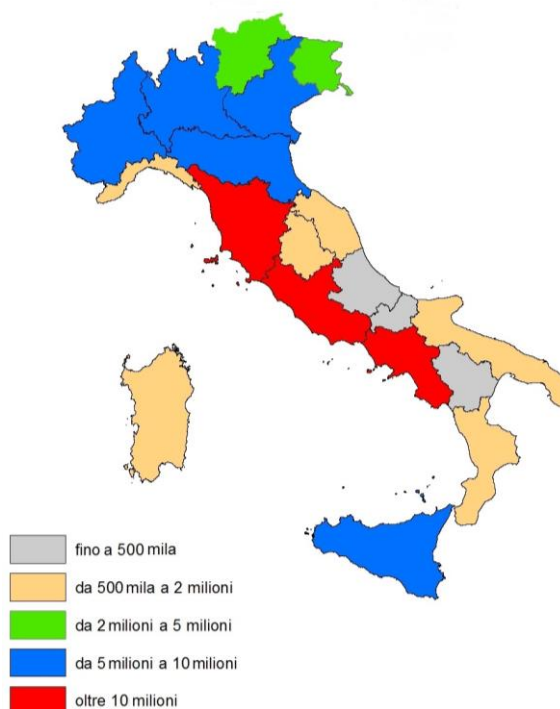 fino a 500 mila
da 500 mila a 2 milioni
da 2 milioni a 5 milioni
da 5 milioni a 10 milioni
oltre 10 milioni